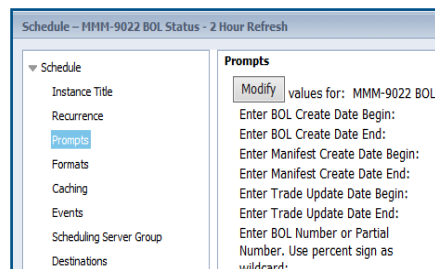 Schedule – MMM-9022 BOL Status - 2 Hour Refresh
Schedule
Instance Title
Recurrence
Prompts
Formats
Caching
Events
Scheduling Server Group
Destinations
Prompts
Modify values for: MMM-9022 BOL
Enter BOL Create Date Begin:
Enter BOL Create Date End:
Enter Manifest Create Date Begin:
Enter Manifest Create Date End:
Enter Trade Update Date Begin:
Enter Trade Update Date End:
Enter BOL Number or Partial
Number. Use percent sign as
wildcard: